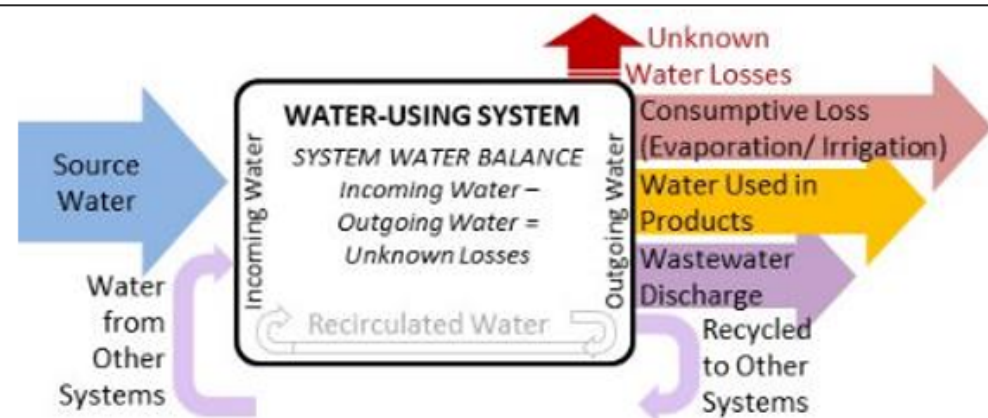 Unknown
Water Losses
WATER-USING SYSTEM
SYSTEM WATER BALANCE
Incoming Water –
Outgoing Water =
Unknown Losses
Recirculated Water
Incoming Water
Outgoing Water
Source
Water
Water
from
Other
Systems
Consumptive Loss
(Evaporation/ Irrigation)
Water Used in
Products
Wastewater
Discharge
Recycled
to Other
Systems